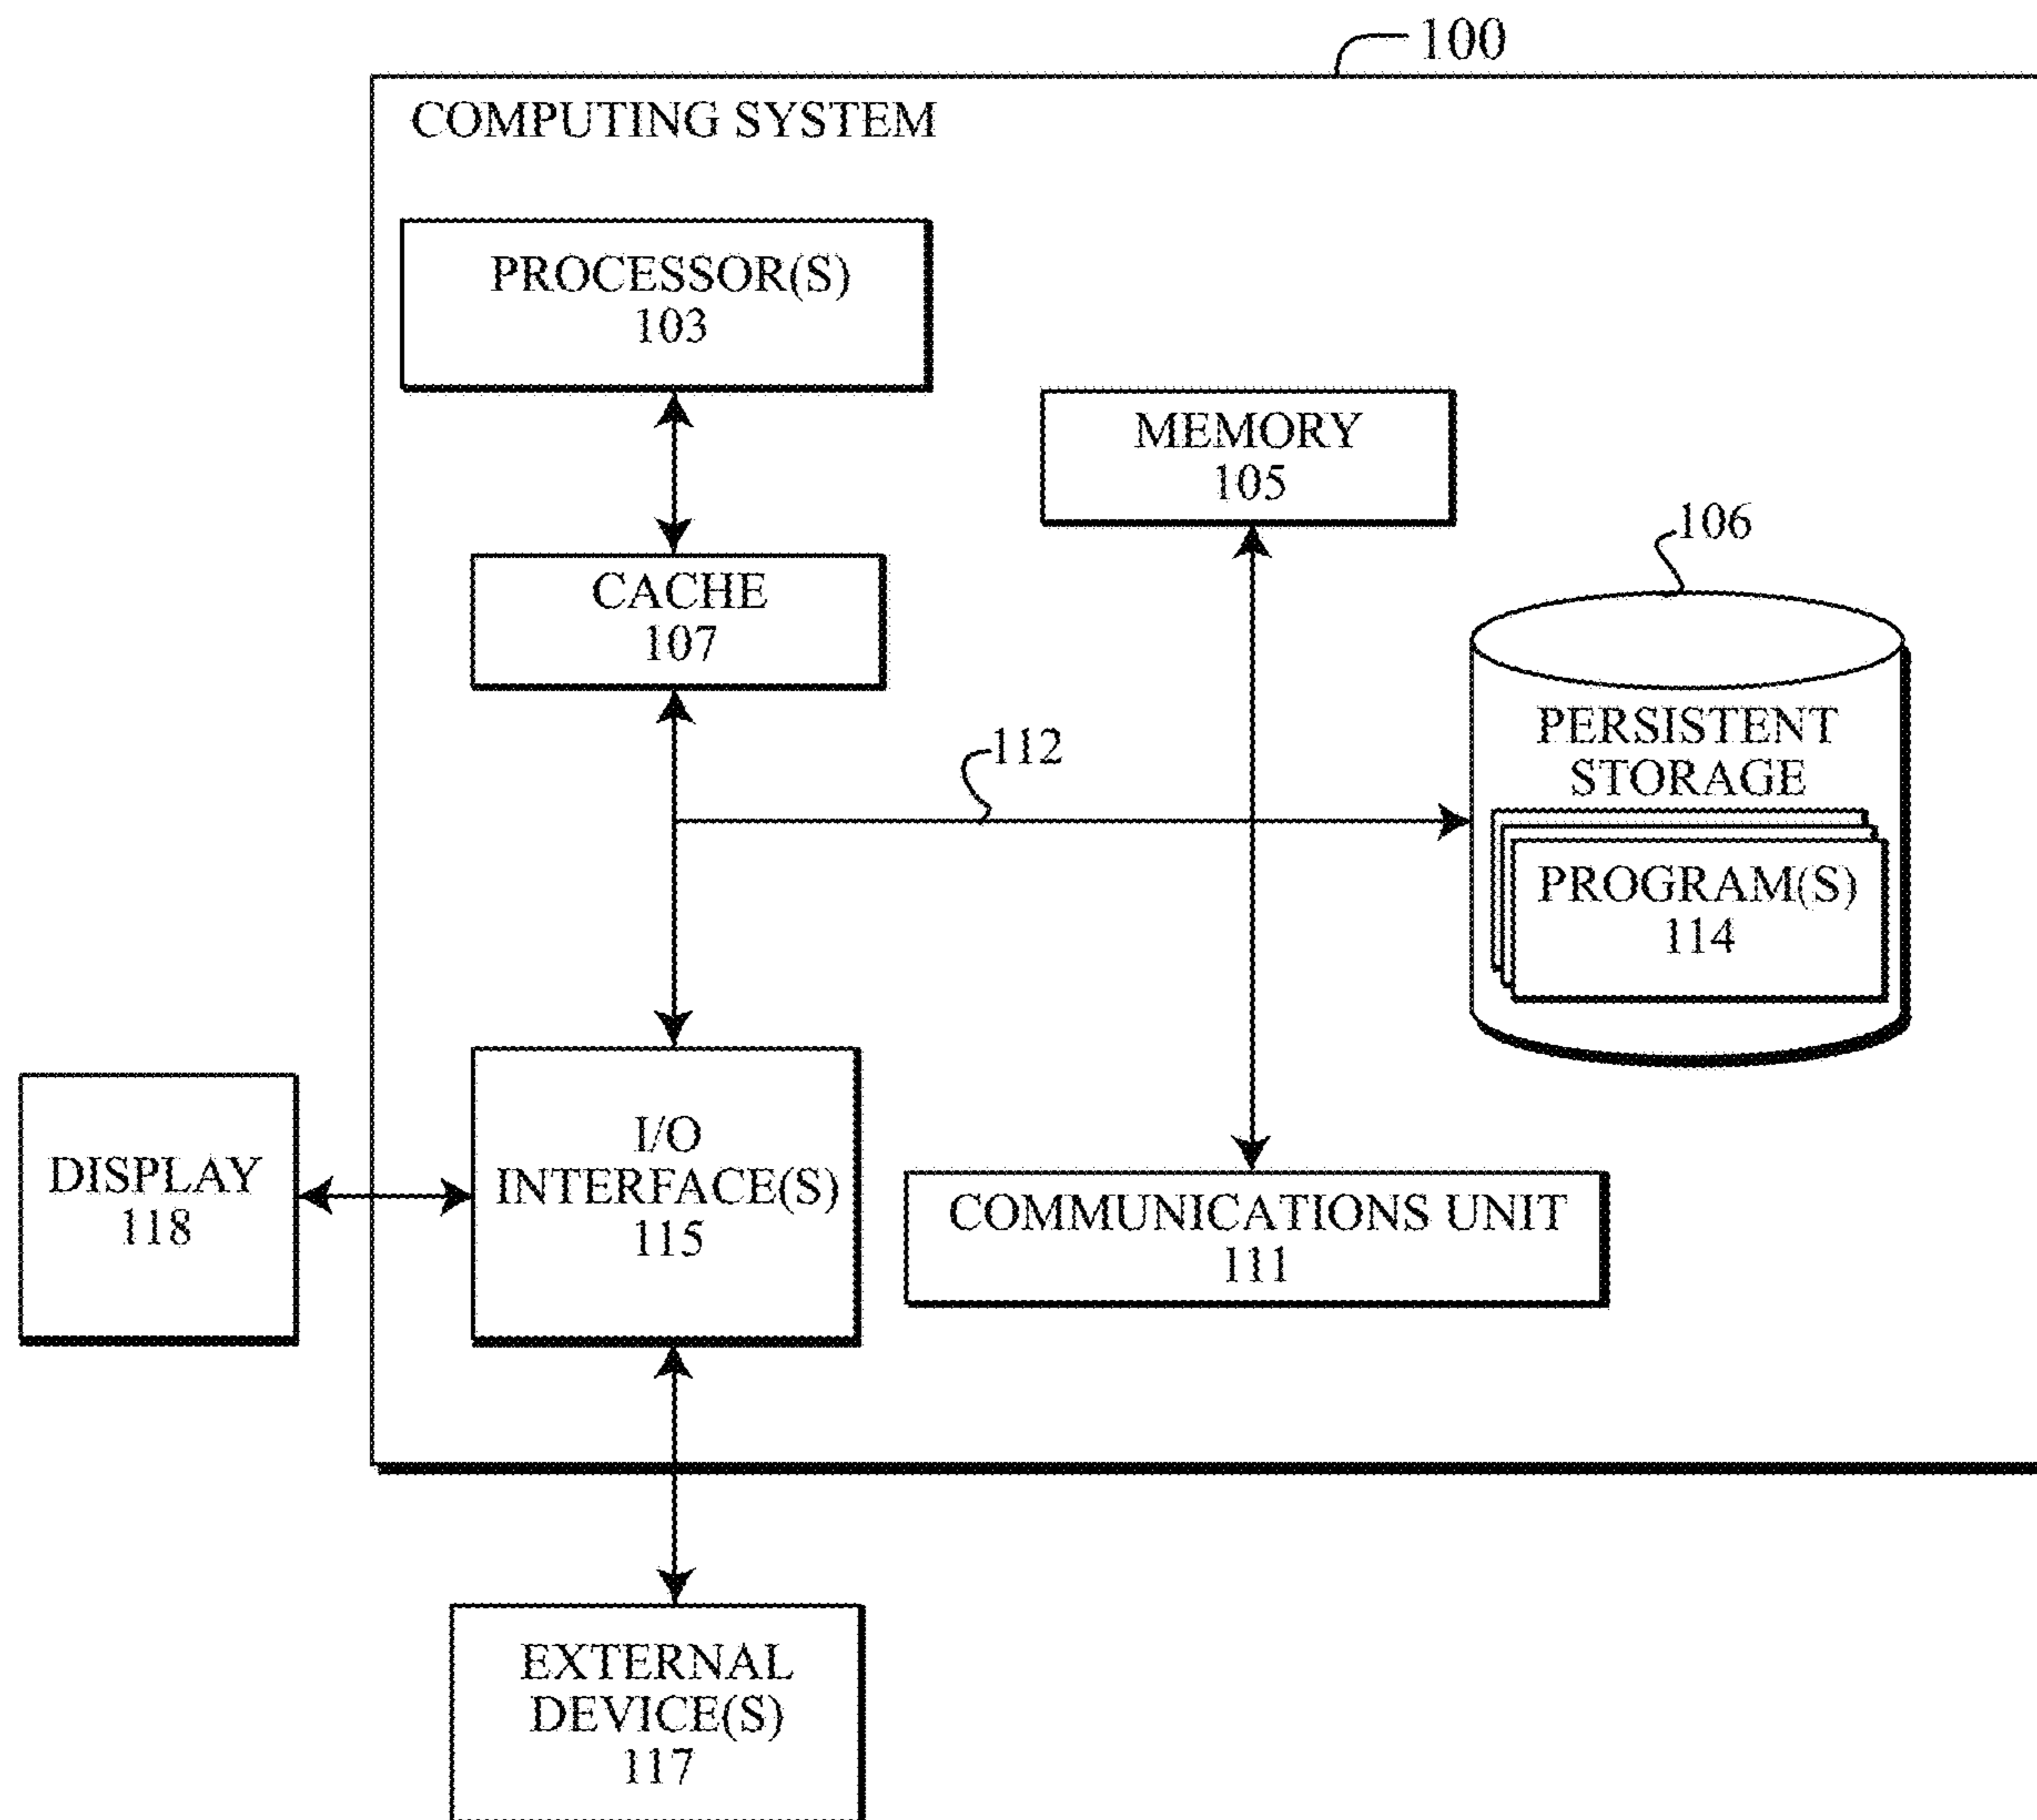 100
COMPUTING SYSTEM
PROCESSOR(S)
103
MEMORY
105
106
CACHE
107
112
PERSISTENT
STORAGE
PROGRAM(S)
114
I/O
INTERFACE(S)
115
DISPLAY
118
COMMUNICATIONS UNIT
111
EXTERNAL
DEVICE(S)
117